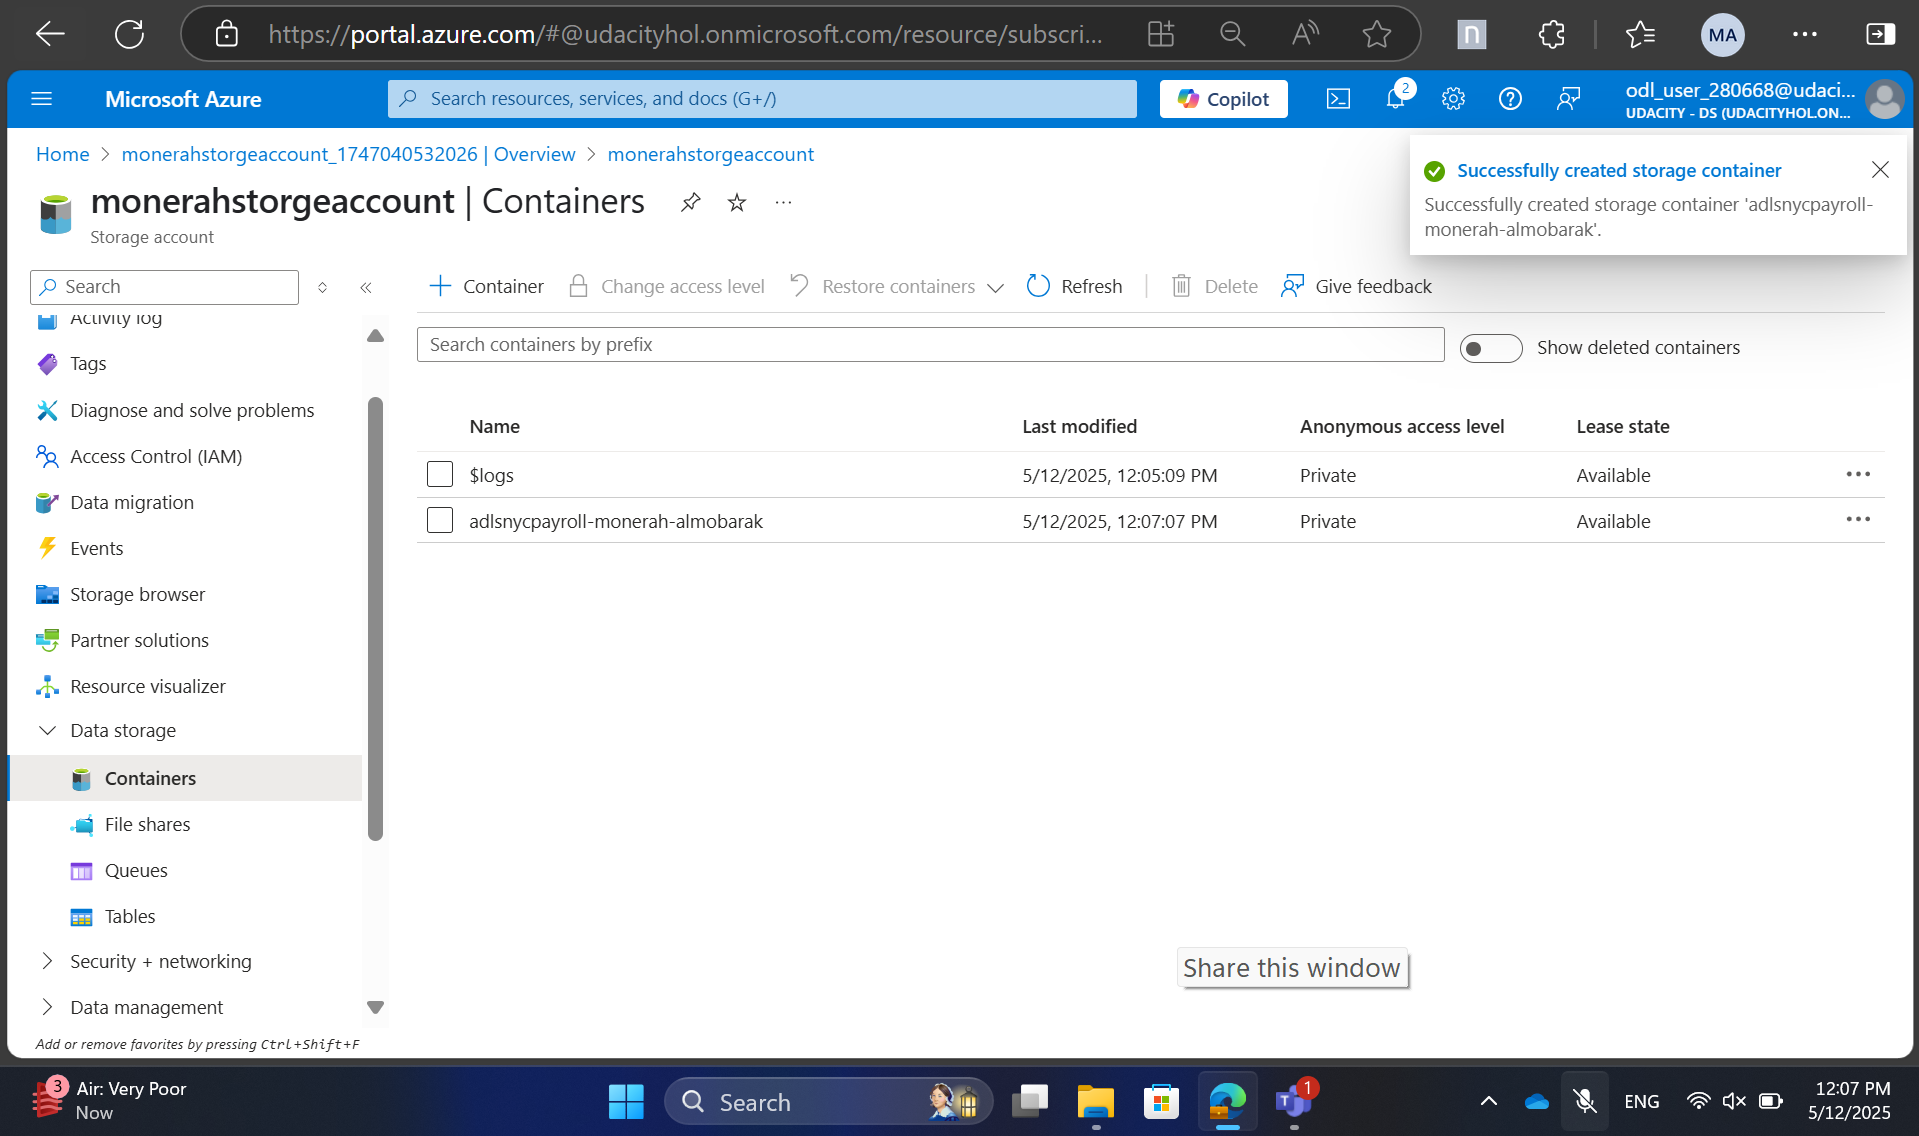 https://portal.azure.com/#@udacityhol.onmicrosoft.com/resource/subscri...
n
MA
Microsoft Azure
Search resources, services, and docs (G+/)
Copilot
2
odl_user_280668@udaci...
UDACITY - DS (UDACITYHOL.ON...
Home > monerahstorgeaccount_1747040532026 | Overview > monerahstorgeaccount
Successfully created storage container
Successfully created storage container 'adlsnycpayroll-
monerah-almobarak'.
monerahstorgeaccount | Containers
Storage account
Search
Container
Change access level
Restore containers
Refresh
Delete
Give feedback
Search containers by prefix
Show deleted containers
Name Last modified Anonymous access level Lease state
$logs 5/12/2025, 12:05:09 PM Private Available
adlsnycpayroll-monerah-almobarak 5/12/2025, 12:07:07 PM Private Available
Activity log
Tags
Diagnose and solve problems
Access Control (IAM)
Data migration
Events
Storage browser
Partner solutions
Resource visualizer
Data storage
Containers
File shares
Queues
Tables
Security + networking
Data management
Add or remove favorites by pressing Ctrl+Shift+F
Share this window
3
Air: Very Poor
Now
Search
T
1
ENG
12:07 PM
5/12/2025